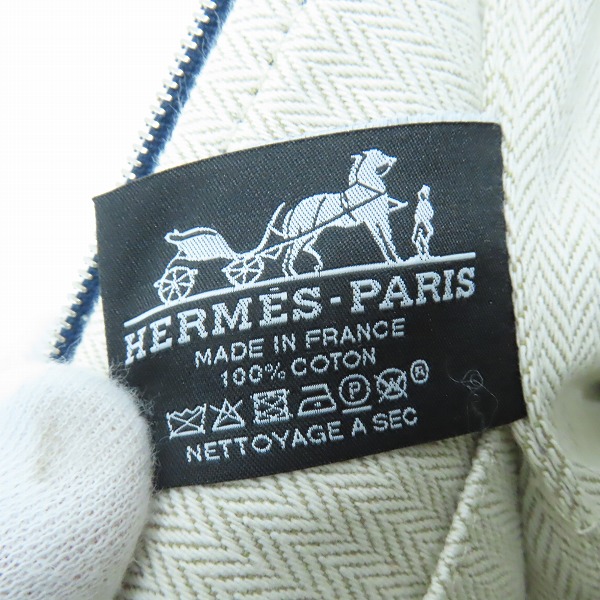 HERMÈS-PARIS
MADE IN FRANCE
100% COTON
P ®
NETTOYAGE A SEC